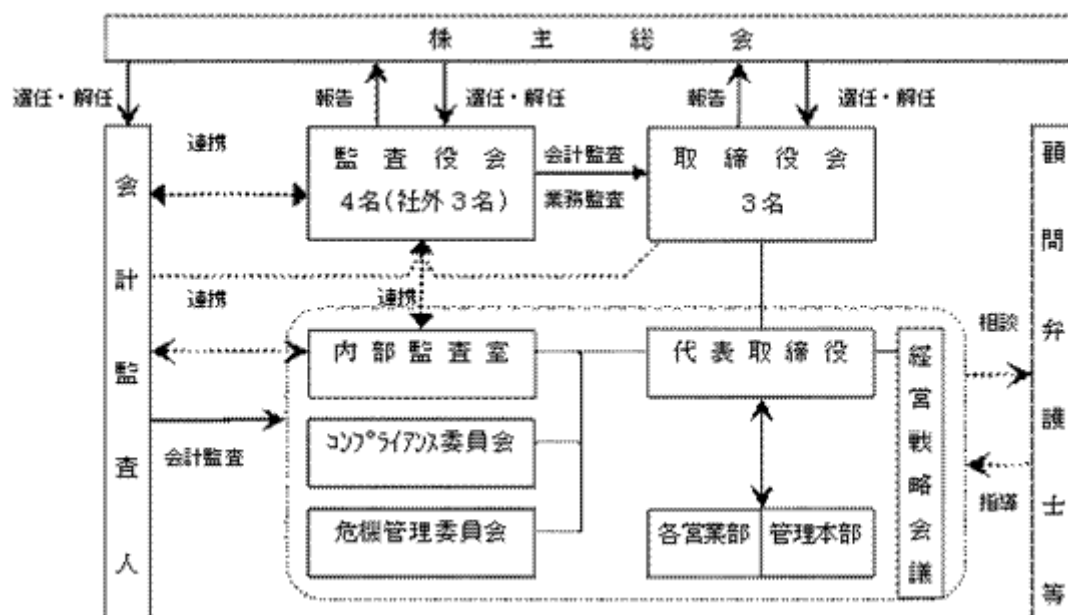 株主総会
選任・解任
報告
選任・解任
報告
選任・解任
連携
監査役会
4名(社外3名)
会計監査
業務監査
取締役会
3名
会計監査人
顧問弁護士等
連携
連携
内部監査室
代表取締役
経営戦略会議
相談
会計監査
コンプライアンス委員会
指導
危機管理委員会
各営業部
管理本部